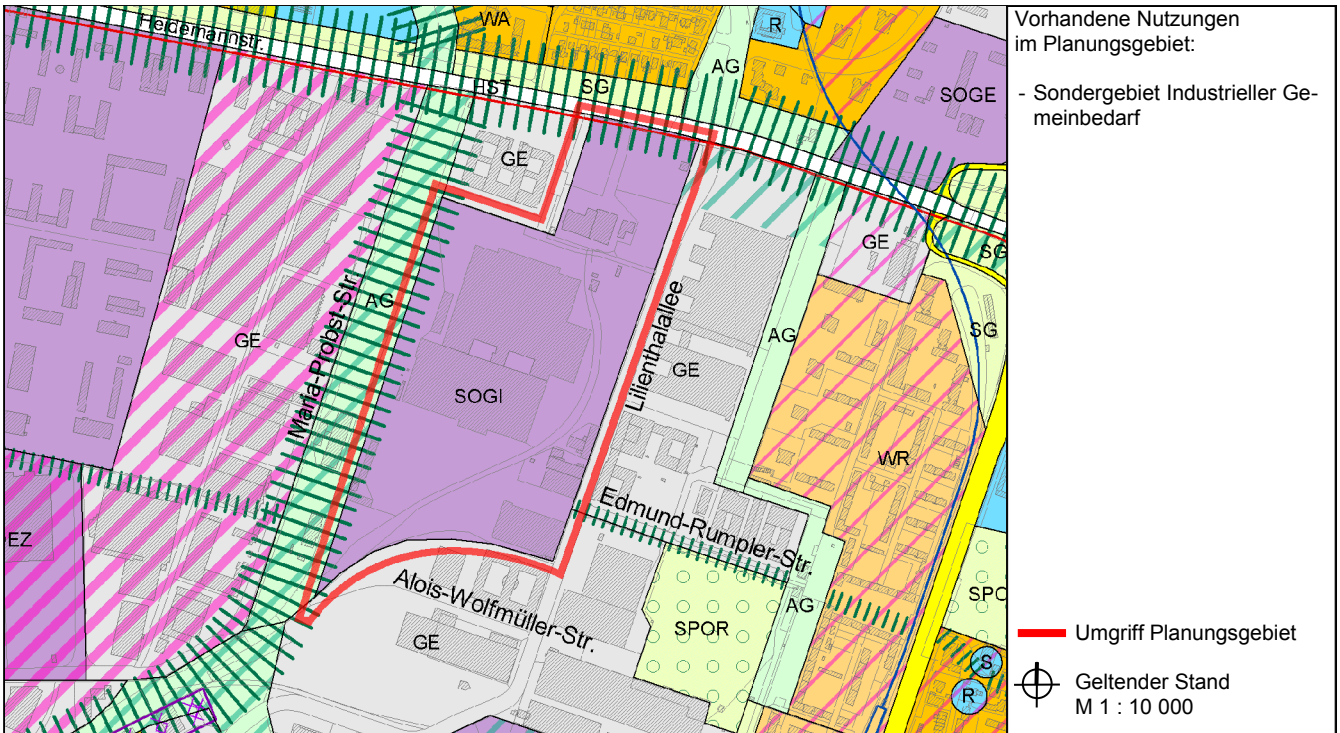 Heidemannstr.
WA
R
AG
HST
SG
SOGE
GE
GE
SG
AG
Maria-Probst-Str.
GE
SOGI
Lilienthalallee
GE
AG
SG
WR
EZ
Edmund-Rumpler-Str.
Alois-Wolfmüller-Str.
GE
SPOR
AG
SPO
S
R
Vorhandene Nutzungen
im Planungsgebiet:
- Sondergebiet Industrieller Ge-
meinbedarf
Umgriff Planungsgebiet
Geltender Stand
M 1 : 10 000